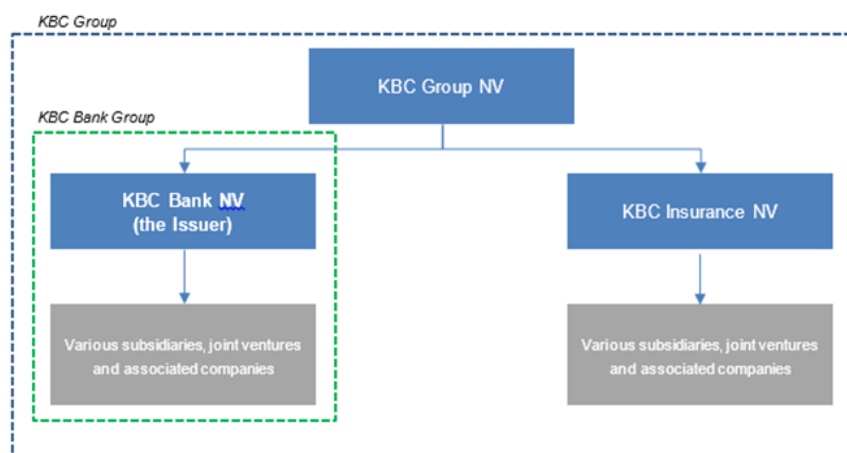 KBC Group
KBC Group NV
KBC Bank Group
KBC Bank NV
(the Issuer)
KBC Insurance NV
Various subsidiaries, joint ventures
and associated companies
Various subsidiaries, joint ventures
and associated companies